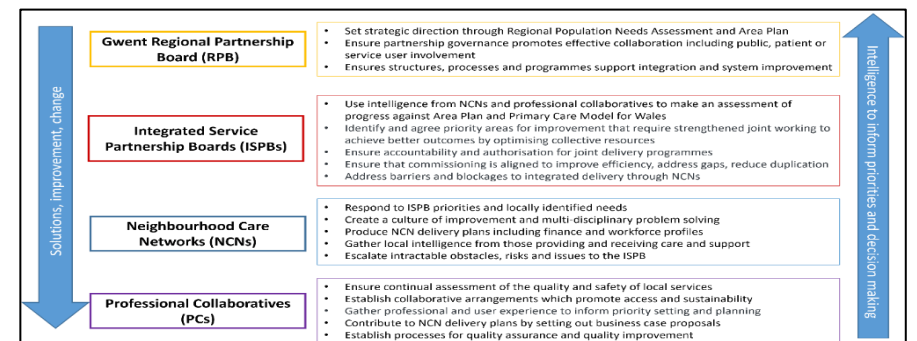 Solutions, improvement, change
Gwent Regional Partnership
Board (RPB)
• Set strategic direction through Regional Population Needs Assessment and Area Plan
• Ensure partnership governance promotes effective collaboration including public, patient or
service user involvement
• Ensures structures, processes and programmes support integration and system improvement
Integrated Service
Partnership Boards (ISPBs)
• Use intelligence from NCNs and professional collaboratives to make an assessment of
progress against Area Plan and Primary Care Model for Wales
• Identify and agree priority areas for improvement that require strengthened joint working to
achieve better outcomes by optimising collective resources
• Ensure accountability and authorisation for joint delivery programmes
• Ensure that commissioning is aligned to improve efficiency, address gaps, reduce duplication
• Address barriers and blockages to integrated delivery through NCNs
Neighbourhood Care
Networks (NCNs)
• Respond to ISPB priorities and locally identified needs
• Create a culture of improvement and multi-disciplinary problem solving
• Produce NCN delivery plans including finance and workforce profiles
• Gather local intelligence from those providing and receiving care and support
• Escalate intractable obstacles, risks and issues to the ISPB
Professional Collaboratives
(PCs)
• Ensure continual assessment of the quality and safety of local services
• Establish collaborative arrangements which promote access and sustainability
• Gather professional and user experience to inform priority setting and planning
• Contribute to NCN delivery plans by setting out business case proposals
• Establish processes for quality assurance and quality improvement
Intelligence to inform priorities and decision making